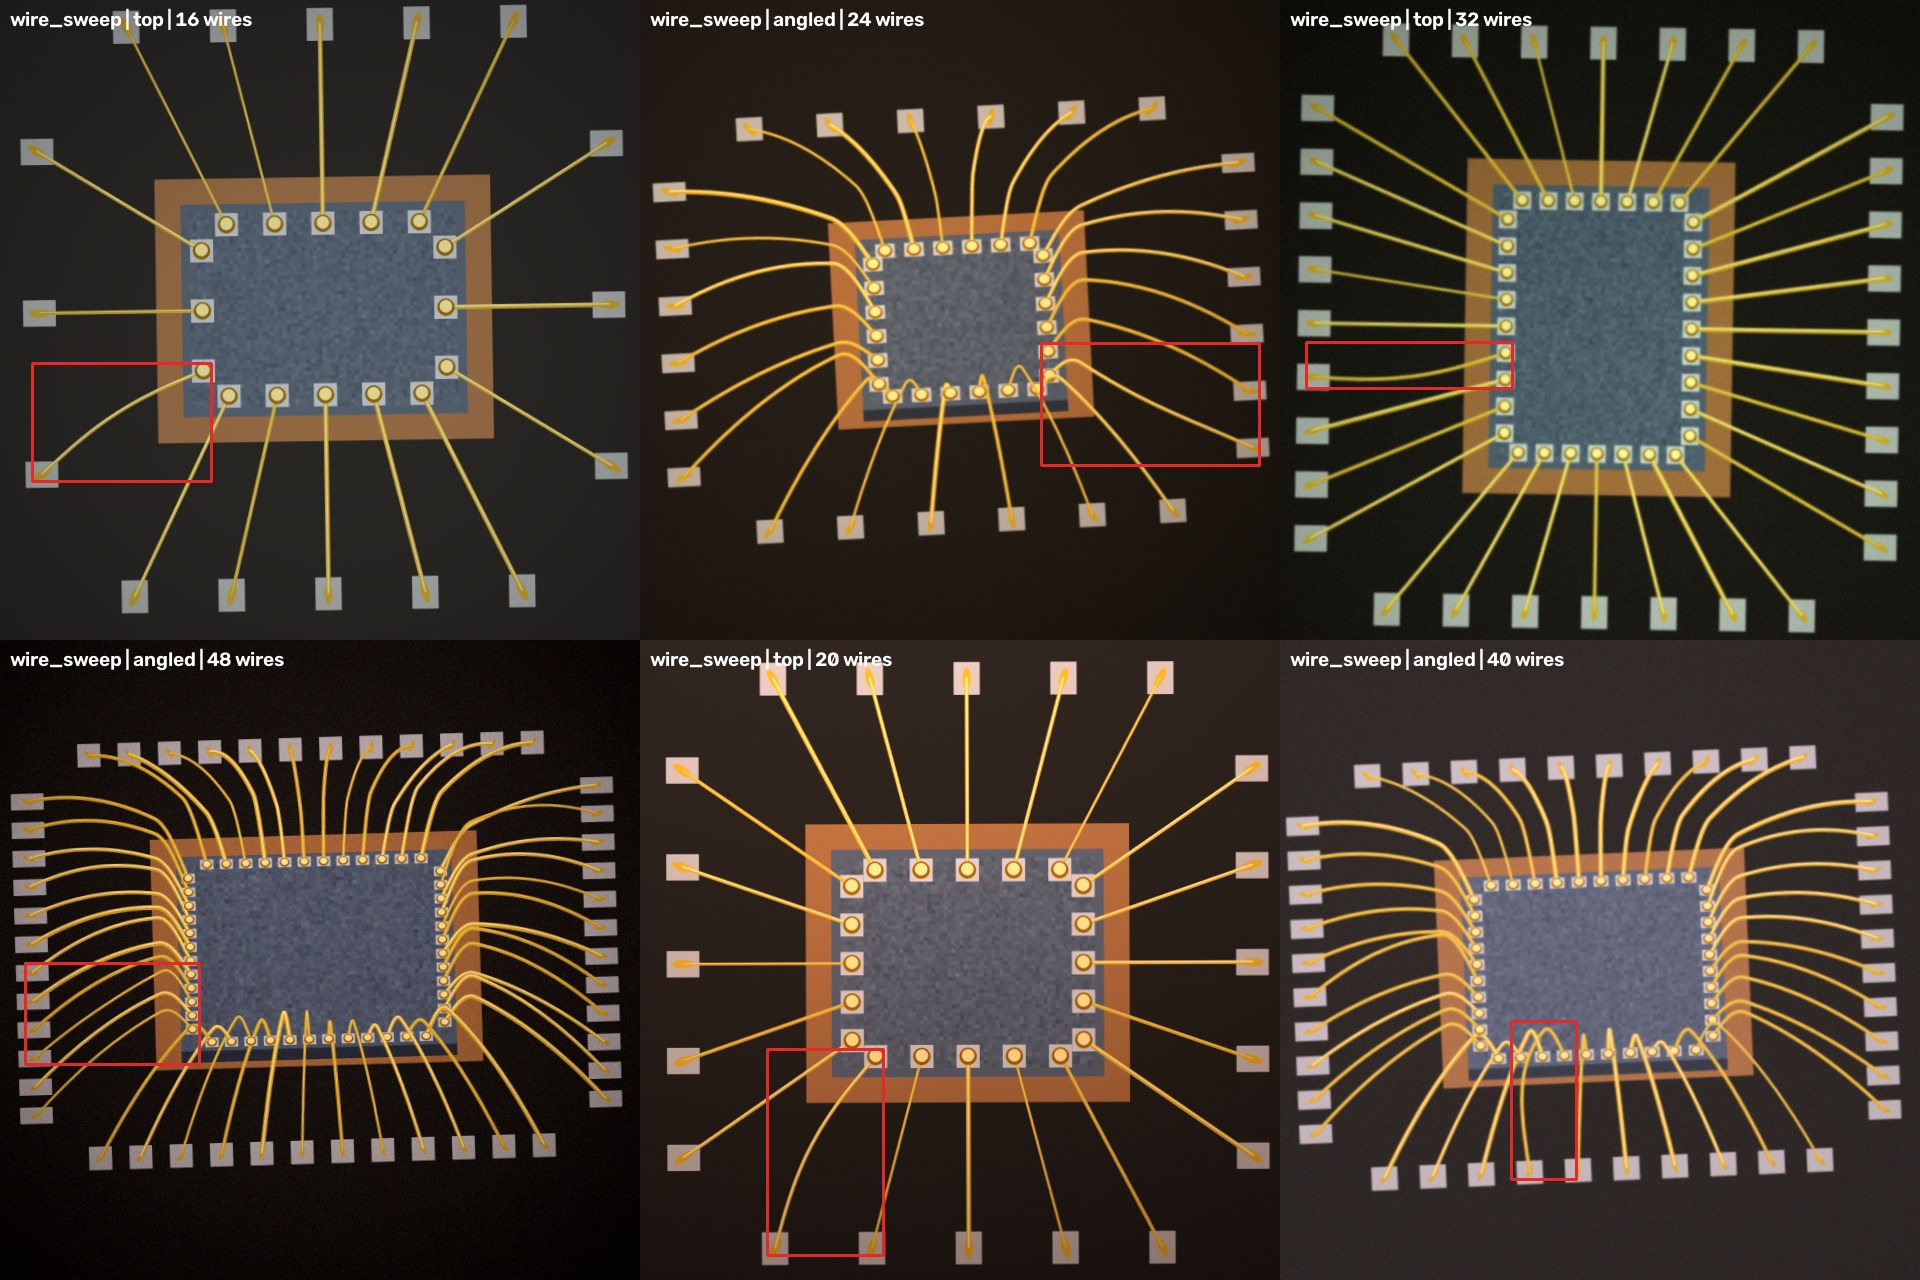 wire_sweep|top|16 wires
wire_sweep|angled|24 wires
wire_sweep|top|32 wires
wire_sweep|angled|48 wires
wire_sweep|top|20 wires
wire_sweep|angled|40 wires